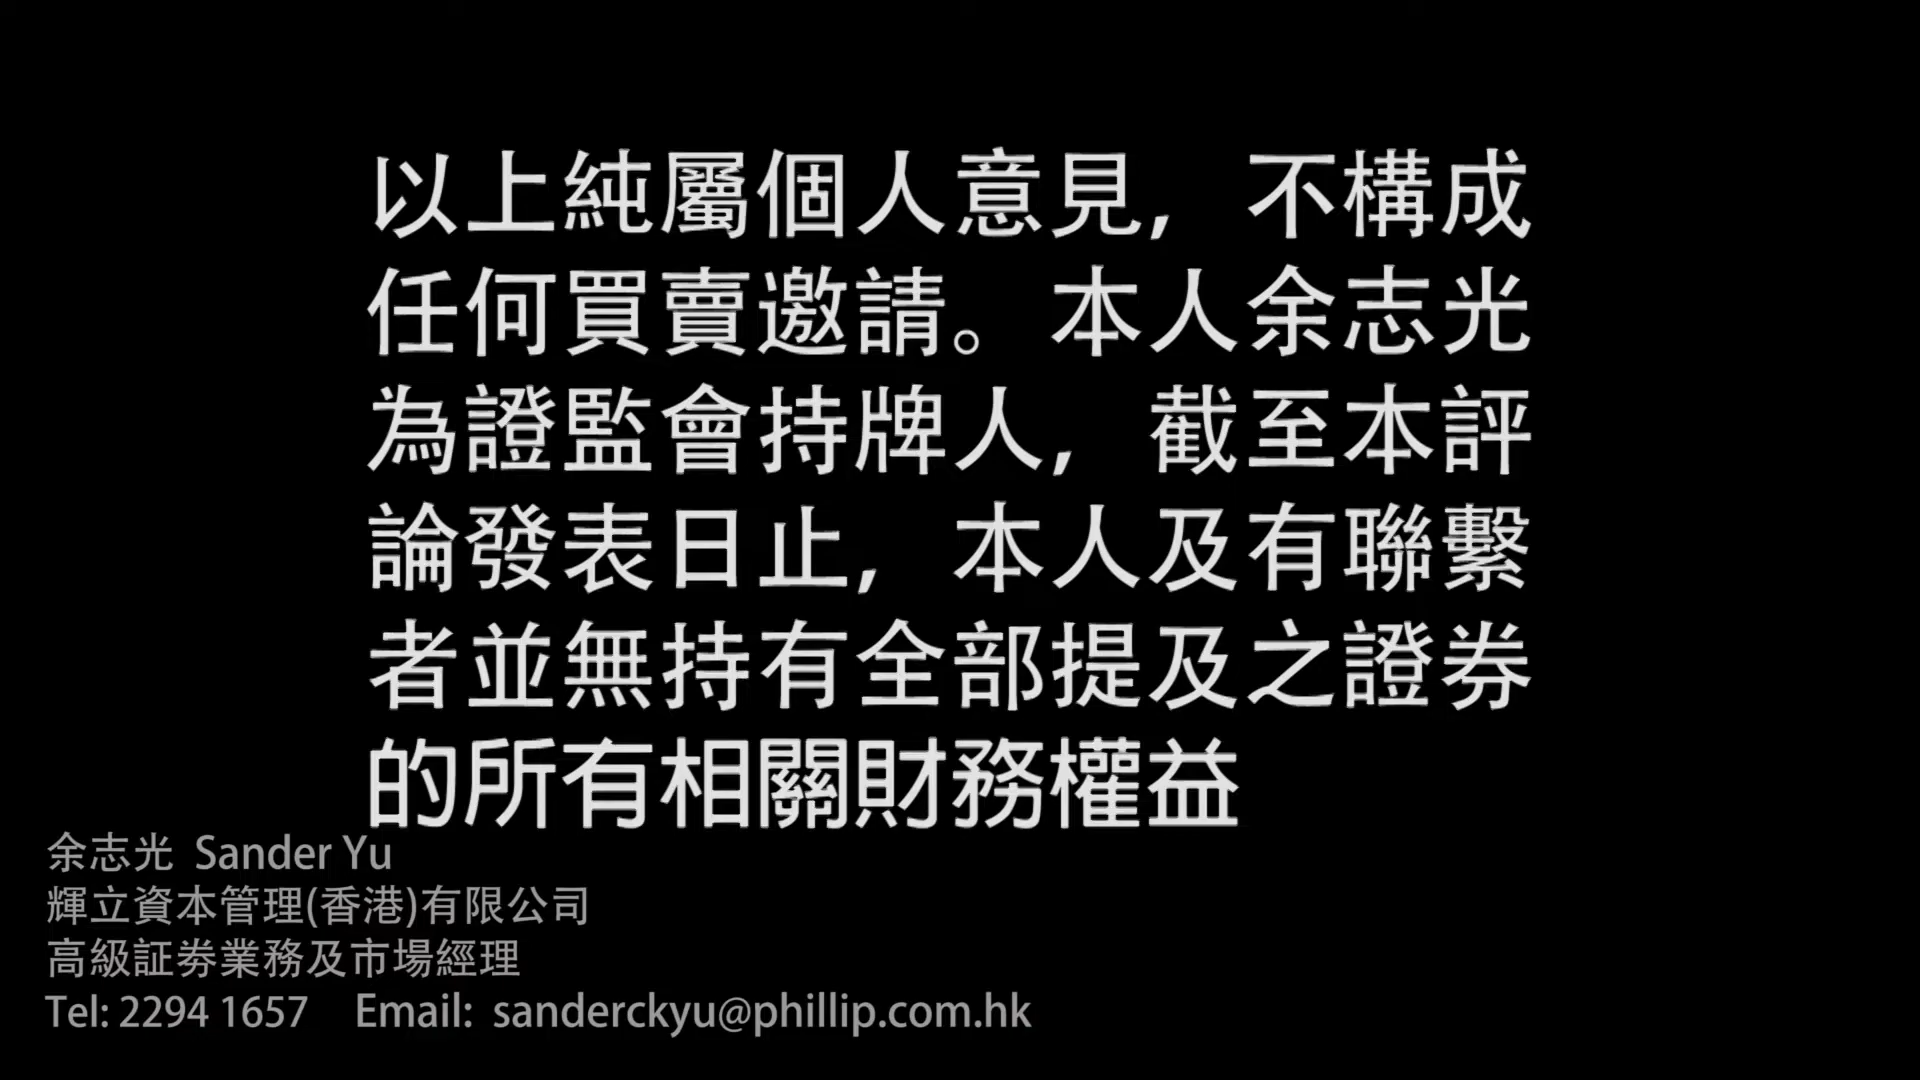 以上純屬個人意見，不構成
任何買賣邀請。本人余志光
為證監會持牌人，截至本評
論發表日止，本人及有聯繫
者並無持有全部提及之證券
的所有相關財務權益
余志光 Sander Yu
輝立資本管理(香港)有限公司
高級証劵業務及市場經理
Tel: 2294 1657 Email: sanderckyu@phillip.com.hk